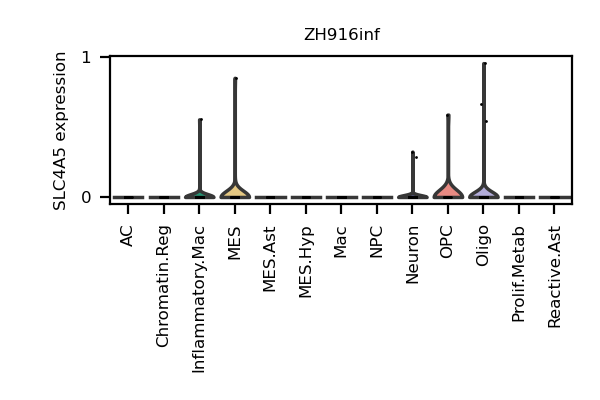 ZH916inf
SLC4A5 expression
1
0
AC
Chromatin.Reg
Inflammatory.Mac
MES
MES.Ast
MES.Hyp
Mac
NPC
Neuron
OPC
Oligo
Prolif.Metab
Reactive.Ast